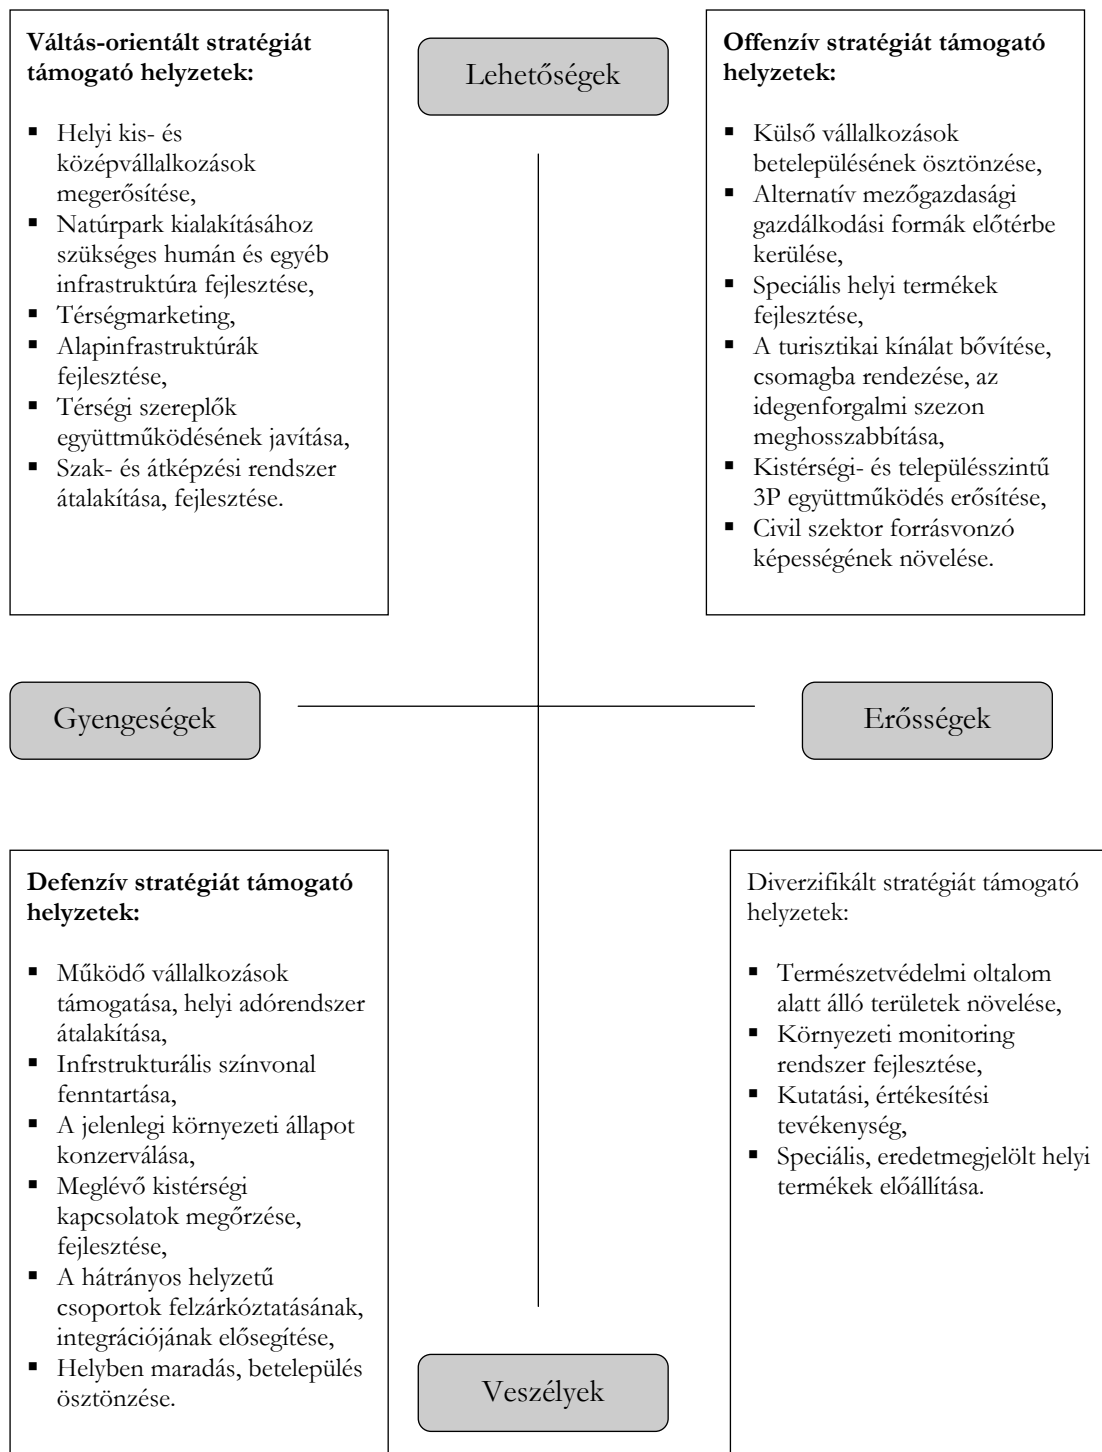 Váltás-orientált stratégiát
támogató helyzetek:
▪ Helyi kis- és
középvállalkozások
megerősítése,
▪ Natúrpark kialakításához
szükséges humán és egyéb
infrastruktúra fejlesztése,
▪ Térségmarketing,
▪ Alapinfrastruktúrák
fejlesztése,
▪ Térségi szereplők
együttműködésének javítása,
▪ Szak- és átképzési rendszer
átalakítása, fejlesztése.
Lehetőségek
Offenzív stratégiát támogató
helyzetek:
▪ Külső vállalkozások
betelepülésének ösztönzése,
▪ Alternatív mezőgazdasági
gazdálkodási formák előtérbe
kerülése,
▪ Speciális helyi termékek
fejlesztése,
▪ A turisztikai kínálat bővítése,
csomagba rendezése, az
idegenforgalmi szezon
meghosszabbítása,
▪ Kistérségi- és településszintű
3P együttműködés erősítése,
▪ Civil szektor forrásvonzó
képességének növelése.
Gyengeségek
Erősségek
Defenzív stratégiát támogató
helyzetek:
▪ Működő vállalkozások
támogatása, helyi adórendszer
átalakítása,
▪ Infrstrukturális színvonal
fenntartása,
▪ A jelenlegi környezeti állapot
konzerválása,
▪ Meglévő kistérségi
kapcsolatok megőrzése,
fejlesztése,
▪ A hátrányos helyzetű
csoportok felzárkóztatásának,
integrációjának elősegítése,
▪ Helyben maradás, betelepülés
ösztönzése.
Veszélyek
Diverzifikált stratégiát támogató
helyzetek:
▪ Természetvédelmi oltalom
alatt álló területek növelése,
▪ Környezeti monitoring
rendszer fejlesztése,
▪ Kutatási, értékesítési
tevékenység,
▪ Speciális, eredetmegjelölt helyi
termékek előállítása.